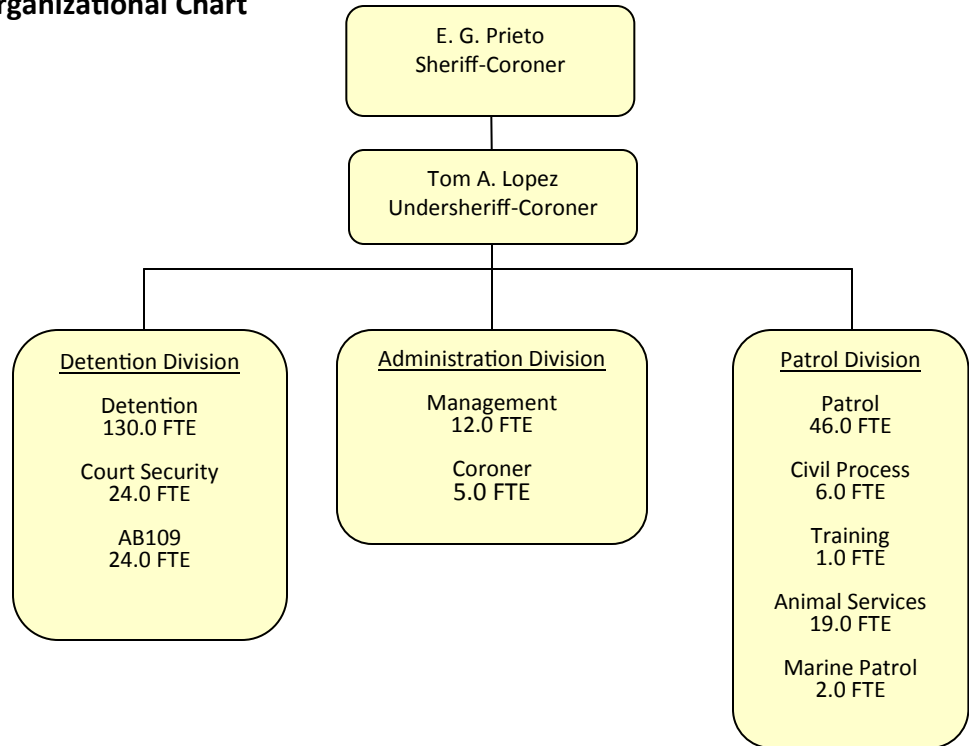 rganizational Chart
E. G. Prieto
Sheriff-Coroner
Tom A. Lopez
Undersheriff-Coroner
Detention Division
Detention
130.0 FTE
Court Security
24.0 FTE
AB109
24.0 FTE
Administration Division
Management
12.0 FTE
Coroner
5.0 FTE
Patrol Division
Patrol
46.0 FTE
Civil Process
6.0 FTE
Training
1.0 FTE
Animal Services
19.0 FTE
Marine Patrol
2.0 FTE